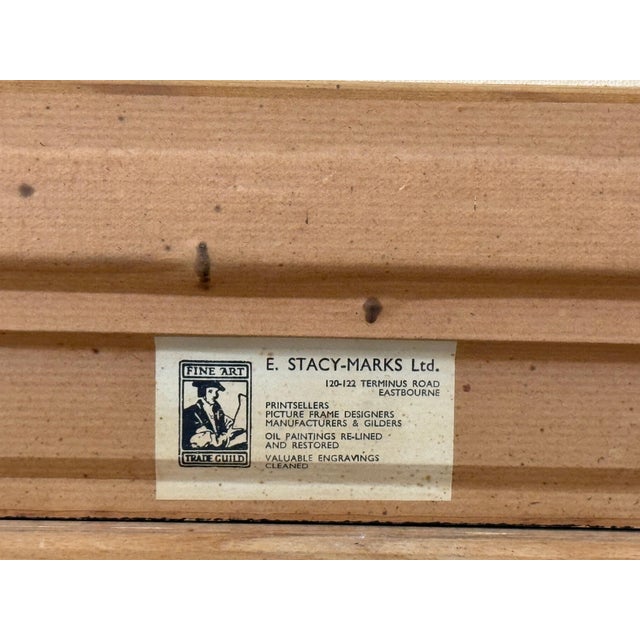 FINE ART
TRADE GUILD
E. STACY-MARKS Ltd.
120-122 TERMINUS ROAD
EASTBOURNE
PRINTSELLERS
PICTURE FRAME DESIGNERS
MANUFACTURERS & GILDERS
OIL PAINTINGS RE-LINED
AND RESTORED
VALUABLE ENGRAVINGS
CLEANED